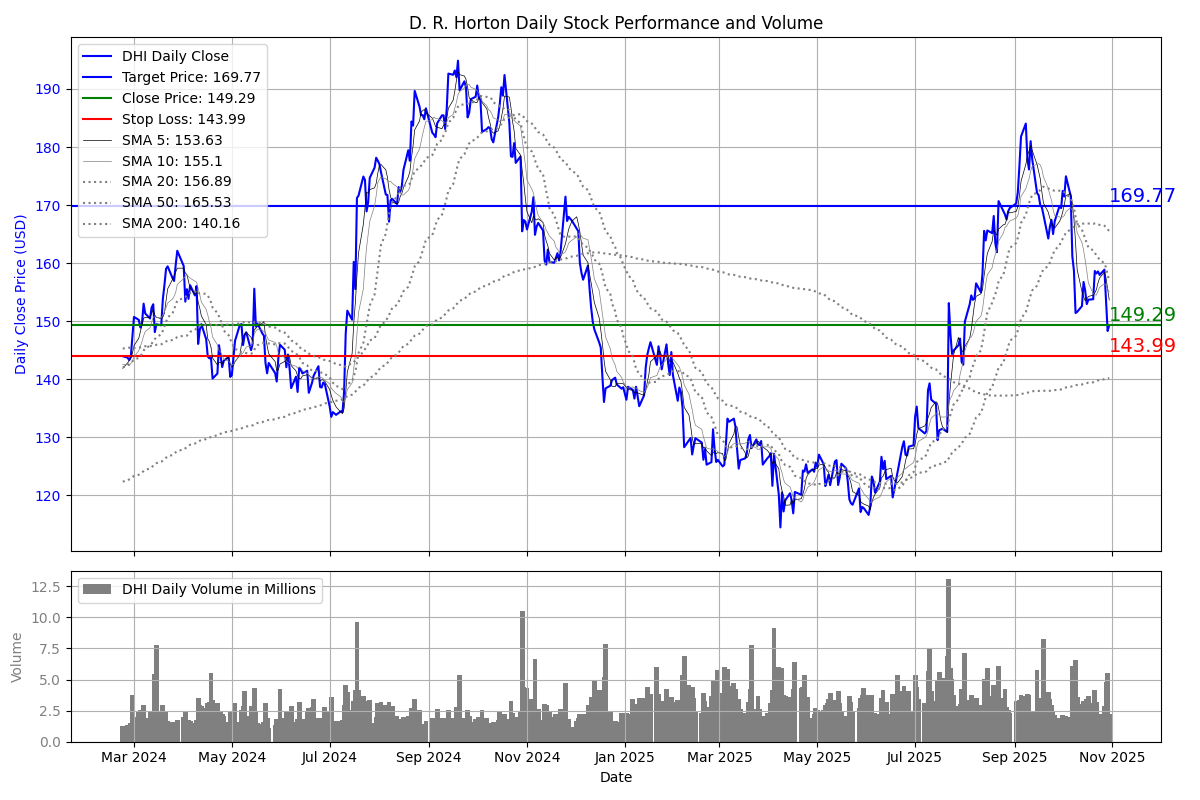 D. R. Horton Daily Stock Performance and Volume
DHI Daily Close
Target Price: 169.77
Close Price: 149.29
Stop Loss: 143.99
SMA 5: 153.63
SMA 10: 155.1
SMA 20: 156.89
SMA 50: 165.53
SMA 200: 140.16
Daily Close Price (USD)
190
180
170
160
150
140
130
120
169.77
149.29
143.99
DHI Daily Volume in Millions
Volume
12.5
10.0
7.5
5.0
2.5
0.0
Mar 2024 May 2024 Jul 2024 Sep 2024 Nov 2024 Jan 2025 Mar 2025 May 2025 Jul 2025 Sep 2025 Nov 2025
Date